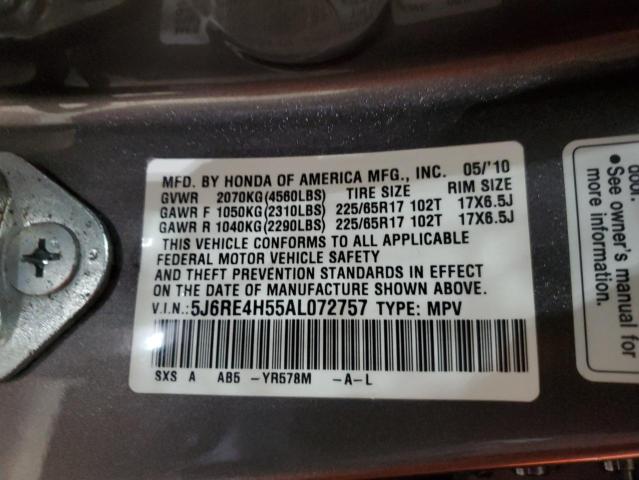 MFD. BY HONDA OF AMERICA MFG., INC. 05/'10
GVWR 2070KG(4560LBS) TIRE SIZE RIM SIZE
GAWR F 1050KG(2310LBS) 225/65R17 102T 17X6.5J
GAWR R 1040KG(2290LBS) 225/65R17 102T 17X6.5J
THIS VEHICLE CONFORMS TO ALL APPLICABLE
FEDERAL MOTOR VEHICLE SAFETY
AND THEFT PREVENTION STANDARDS IN EFFECT
ON THE DATE OF MANUFACTURE SHOWN ABOVE.
V.I.N.:5J6RE4H55AL072757 TYPE: MPV
SXS A AB5 -YR578M -A-L
door.
• See owner's manual for
more information.